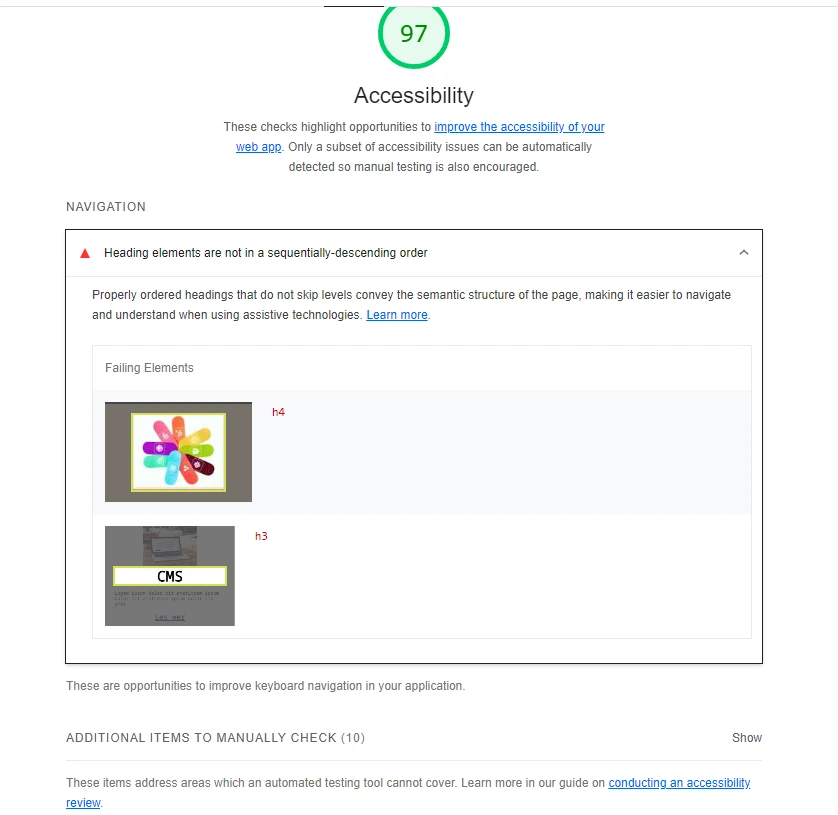 97
Accessibility
These checks highlight opportunities to improve the accessibility of your
web app. Only a subset of accessibility issues can be automatically
detected so manual testing is also encouraged.
NAVIGATION
Heading elements are not in a sequentially-descending order
Properly ordered headings that do not skip levels convey the semantic structure of the page, making it easier to navigate
and understand when using assistive technologies. Learn more.
Failing Elements
h4
h3
CMS
Les mer
These are opportunities to improve keyboard navigation in your application.
ADDITIONAL ITEMS TO MANUALLY CHECK (10)
Show
These items address areas which an automated testing tool cannot cover. Learn more in our guide on conducting an accessibility
review.